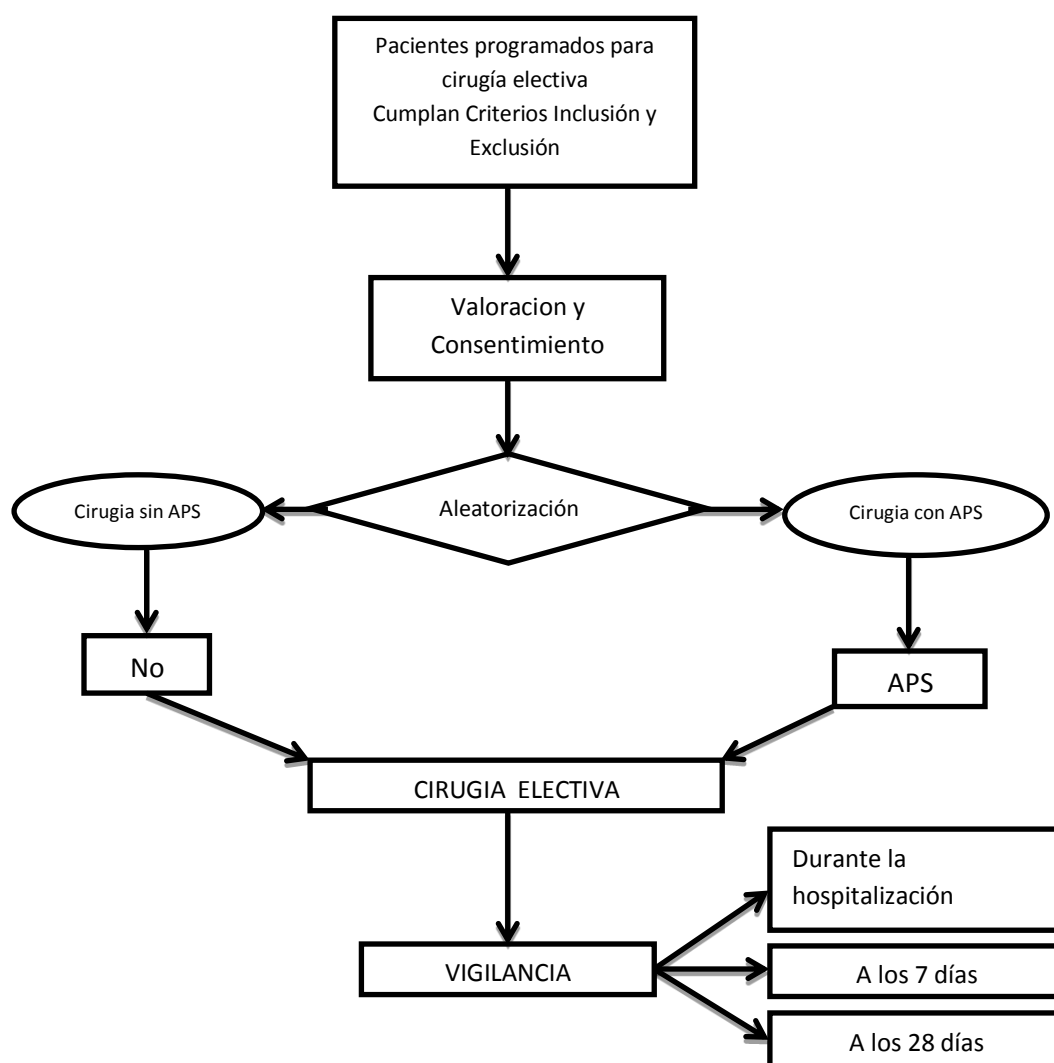 Pacientes programados para
cirugía electiva
Cumplan Criterios Inclusión y
Exclusión
Valoracion y
Consentimiento
Aleatorización
Cirugia sin APS
Cirugia con APS
No
APS
CIRUGIA ELECTIVA
Durante la
hospitalización
VIGILANCIA
A los 7 días
A los 28 días